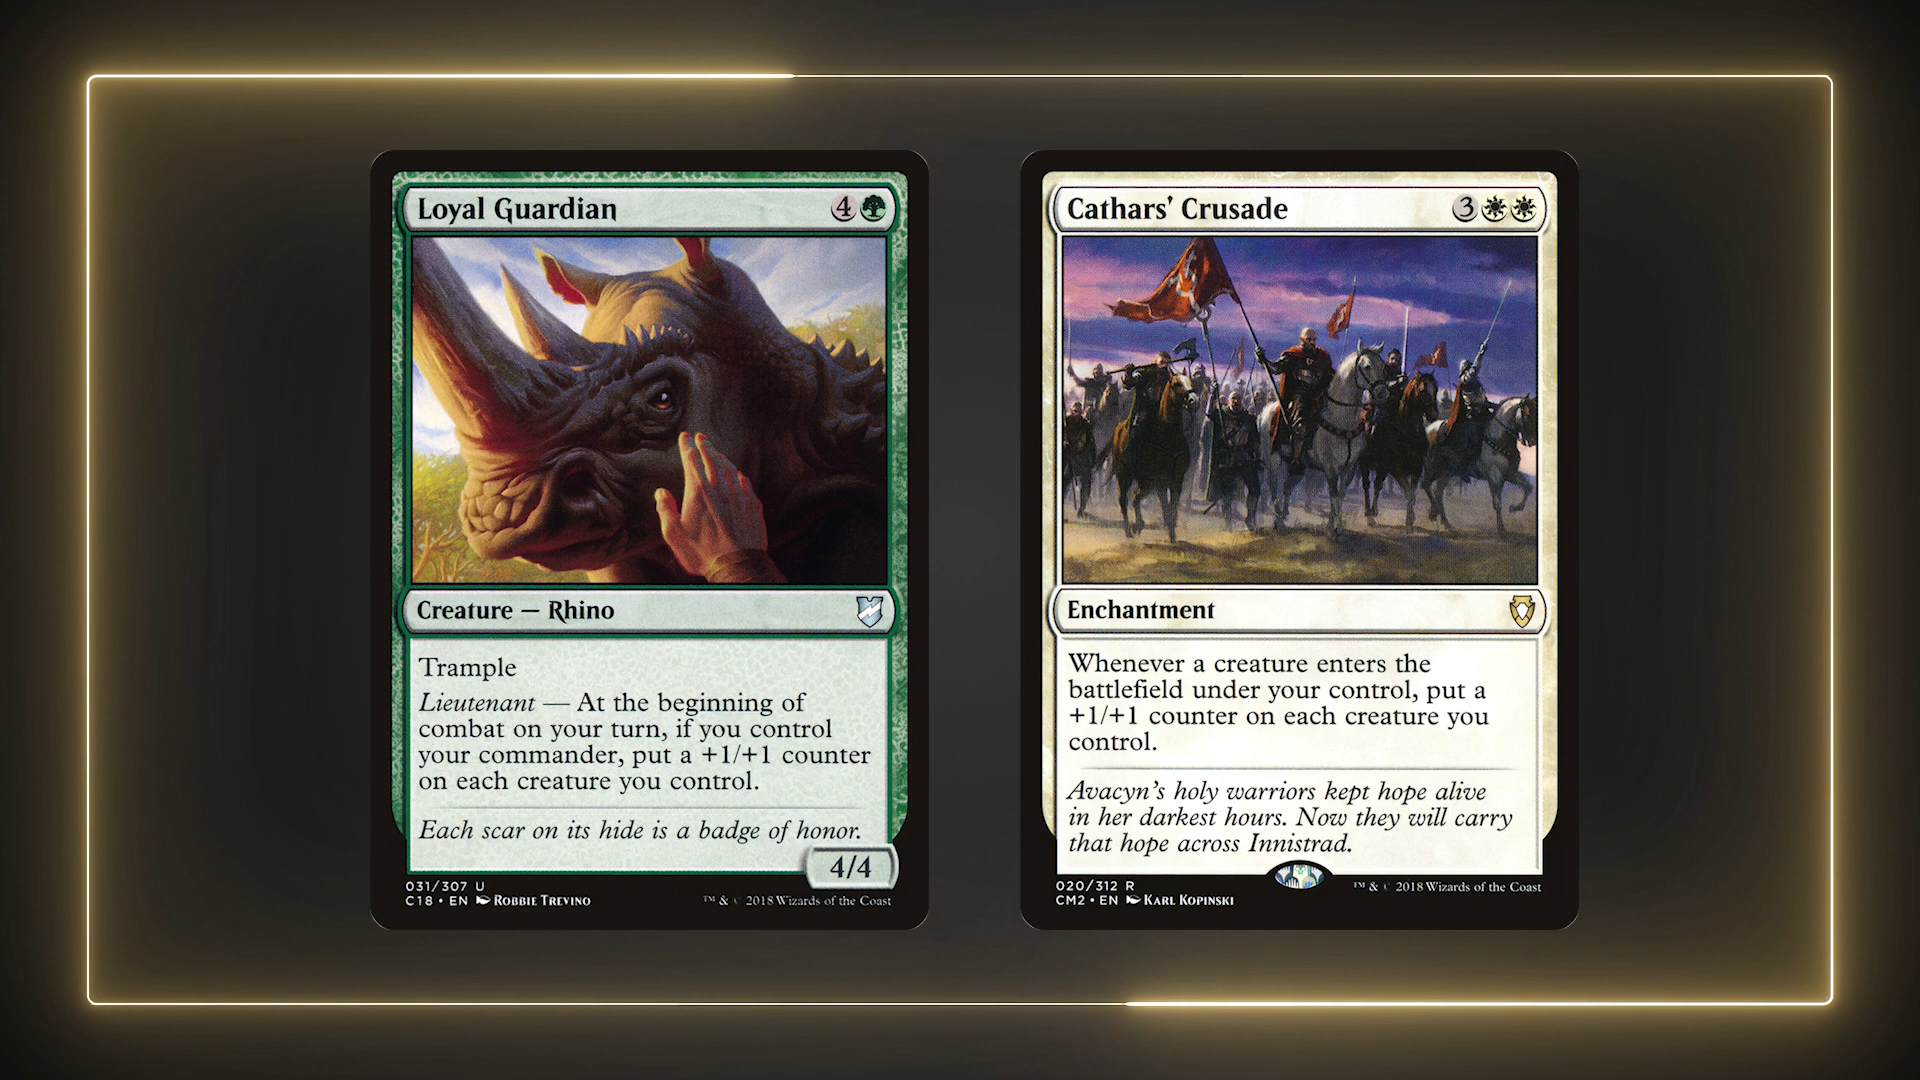 Loyal Guardian 4
Creature — Rhino
Trample
Lieutenant — At the beginning of
combat on your turn, if you control
your commander, put a +1/+1 counter
on each creature you control.
Each scar on its hide is a badge of honor.
4/4
031/307 U
C18 • EN Robbie Trevino
™ & © 2018 Wizards of the Coast
Cathars' Crusade 3
Enchantment
Whenever a creature enters the
battlefield under your control, put a
+1/+1 counter on each creature you
control.
Avacyn's holy warriors kept hope alive
in her darkest hours. Now they will carry
that hope across Innistrad.
020/312 R
CM2 • EN Karl Kopinski
™ & © 2018 Wizards of the Coast